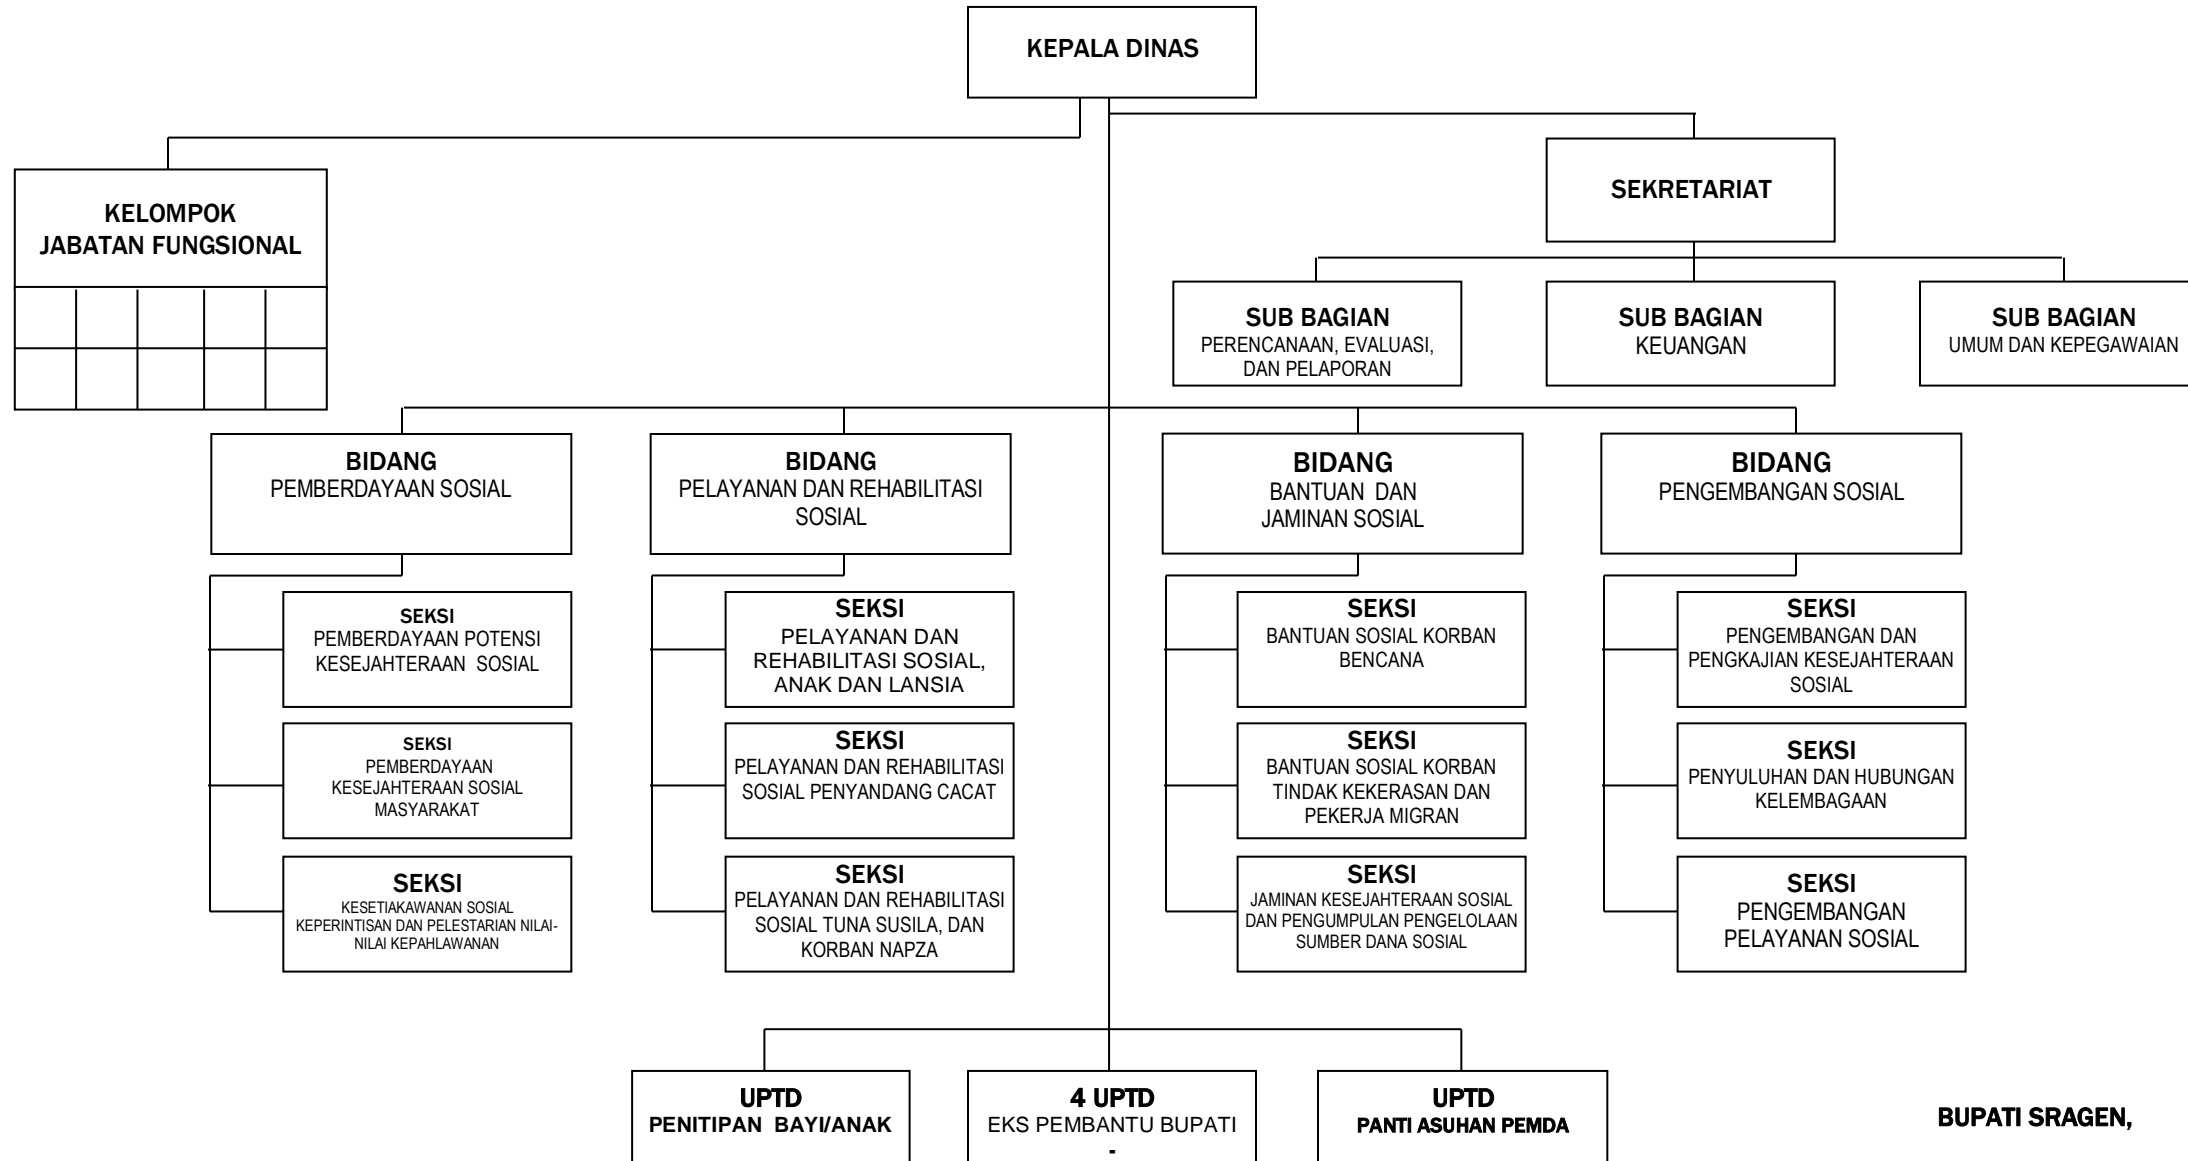 KEPALA DINAS
KELOMPOK
JABATAN FUNGSIONAL
SEKRETARIAT
SUB BAGIAN
PERENCANAAN, EVALUASI,
DAN PELAPORAN
SUB BAGIAN
KEUANGAN
SUB BAGIAN
UMUM DAN KEPEGAWAIAN
BIDANG
PEMBERDAYAAN SOSIAL
BIDANG
PELAYANAN DAN REHABILITASI
SOSIAL
BIDANG
BANTUAN DAN
JAMINAN SOSIAL
BIDANG
PENGEMBANGAN SOSIAL
SEKSI
PEMBERDAYAAN POTENSI
KESEJAHTERAAN SOSIAL
SEKSI
PEMBERDAYAAN
KESEJAHTERAAN SOSIAL
MASYARAKAT
SEKSI
KESETIAKAWANAN SOSIAL
KEPERINTISAN DAN PELESTARIAN NILAI-
NILAI KEPAHLAWANAN
SEKSI
PELAYANAN DAN
REHABILITASI SOSIAL,
ANAK DAN LANSIA
SEKSI
PELAYANAN DAN REHABILITASI
SOSIAL PENYANDANG CACAT
SEKSI
PELAYANAN DAN REHABILITASI
SOSIAL TUNA SUSILA, DAN
KORBAN NAPZA
SEKSI
BANTUAN SOSIAL KORBAN
BENCANA
SEKSI
BANTUAN SOSIAL KORBAN
TINDAK KEKERASAN DAN
PEKERJA MIGRAN
SEKSI
JAMINAN KESEJAHTERAAN SOSIAL
DAN PENGUMPULAN PENGELOLAAN
SUMBER DANA SOSIAL
SEKSI
PENGEMBANGAN DAN
PENGKAJIAN KESEJAHTERAAN
SOSIAL
SEKSI
PENYULUHAN DAN HUBUNGAN
KELEMBAGAAN
SEKSI
PENGEMBANGAN
PELAYANAN SOSIAL
UPTD
PENITIPAN BAYI/ANAK
4 UPTD
EKS PEMBANTU BUPATI
-
UPTD
PANTI ASUHAN PEMDA
BUPATI SRAGEN,